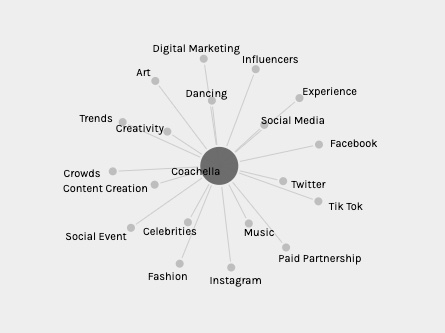 Digital Marketing
Influencers
Art
Experience
Dancing
Trends
Creativity
Social Media
Facebook
Coachella
Crowds
Content Creation
Twitter
Tik Tok
Social Event
Celebrities
Music
Paid Partnership
Fashion
Instagram